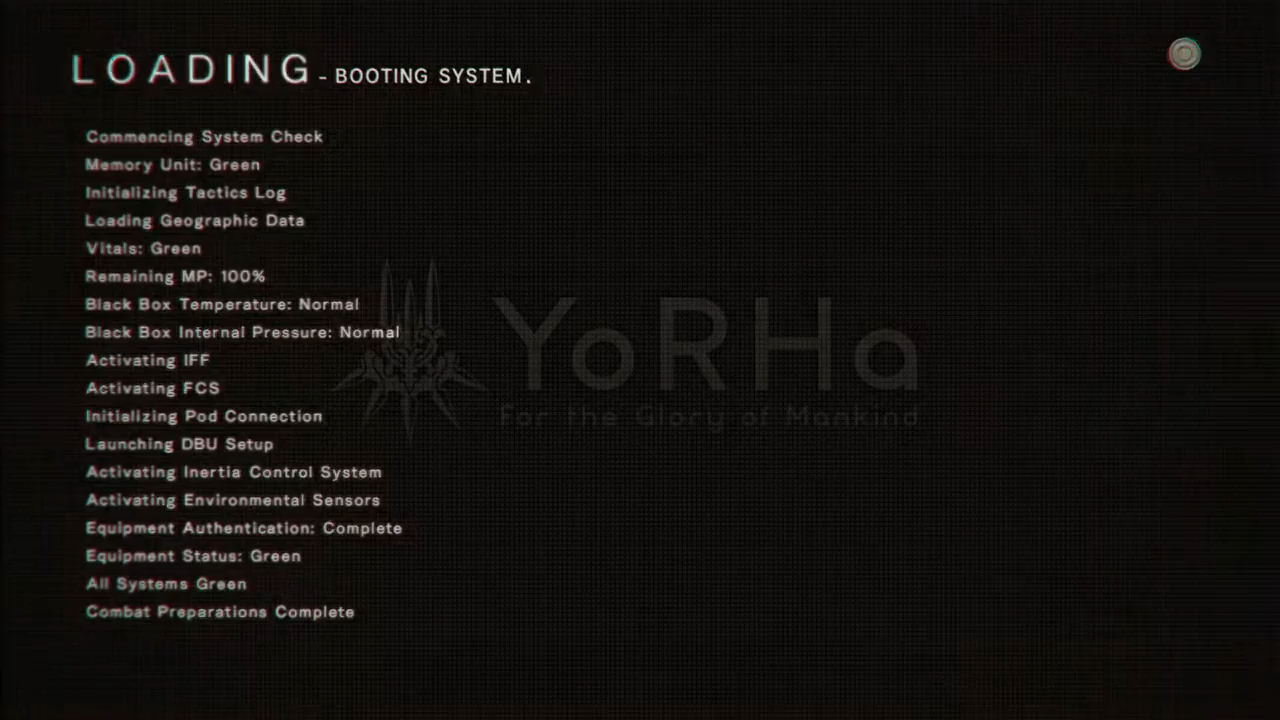 LOADING - BOOTING SYSTEM.
Commencing System Check
Memory Unit: Green
Initializing Tactics Log
Loading Geographic Data
Vitals: Green
Remaining MP: 100%
Black Box Temperature: Normal
Black Box Internal Pressure: Normal
Activating IFF
Activating FCS
Initializing Pod Connection
Launching DBU Setup
Activating Inertia Control System
Activating Environmental Sensors
Equipment Authentication: Complete
Equipment Status: Green
All Systems Green
Combat Preparations Complete
YoRHa
For the Glory of Mankind